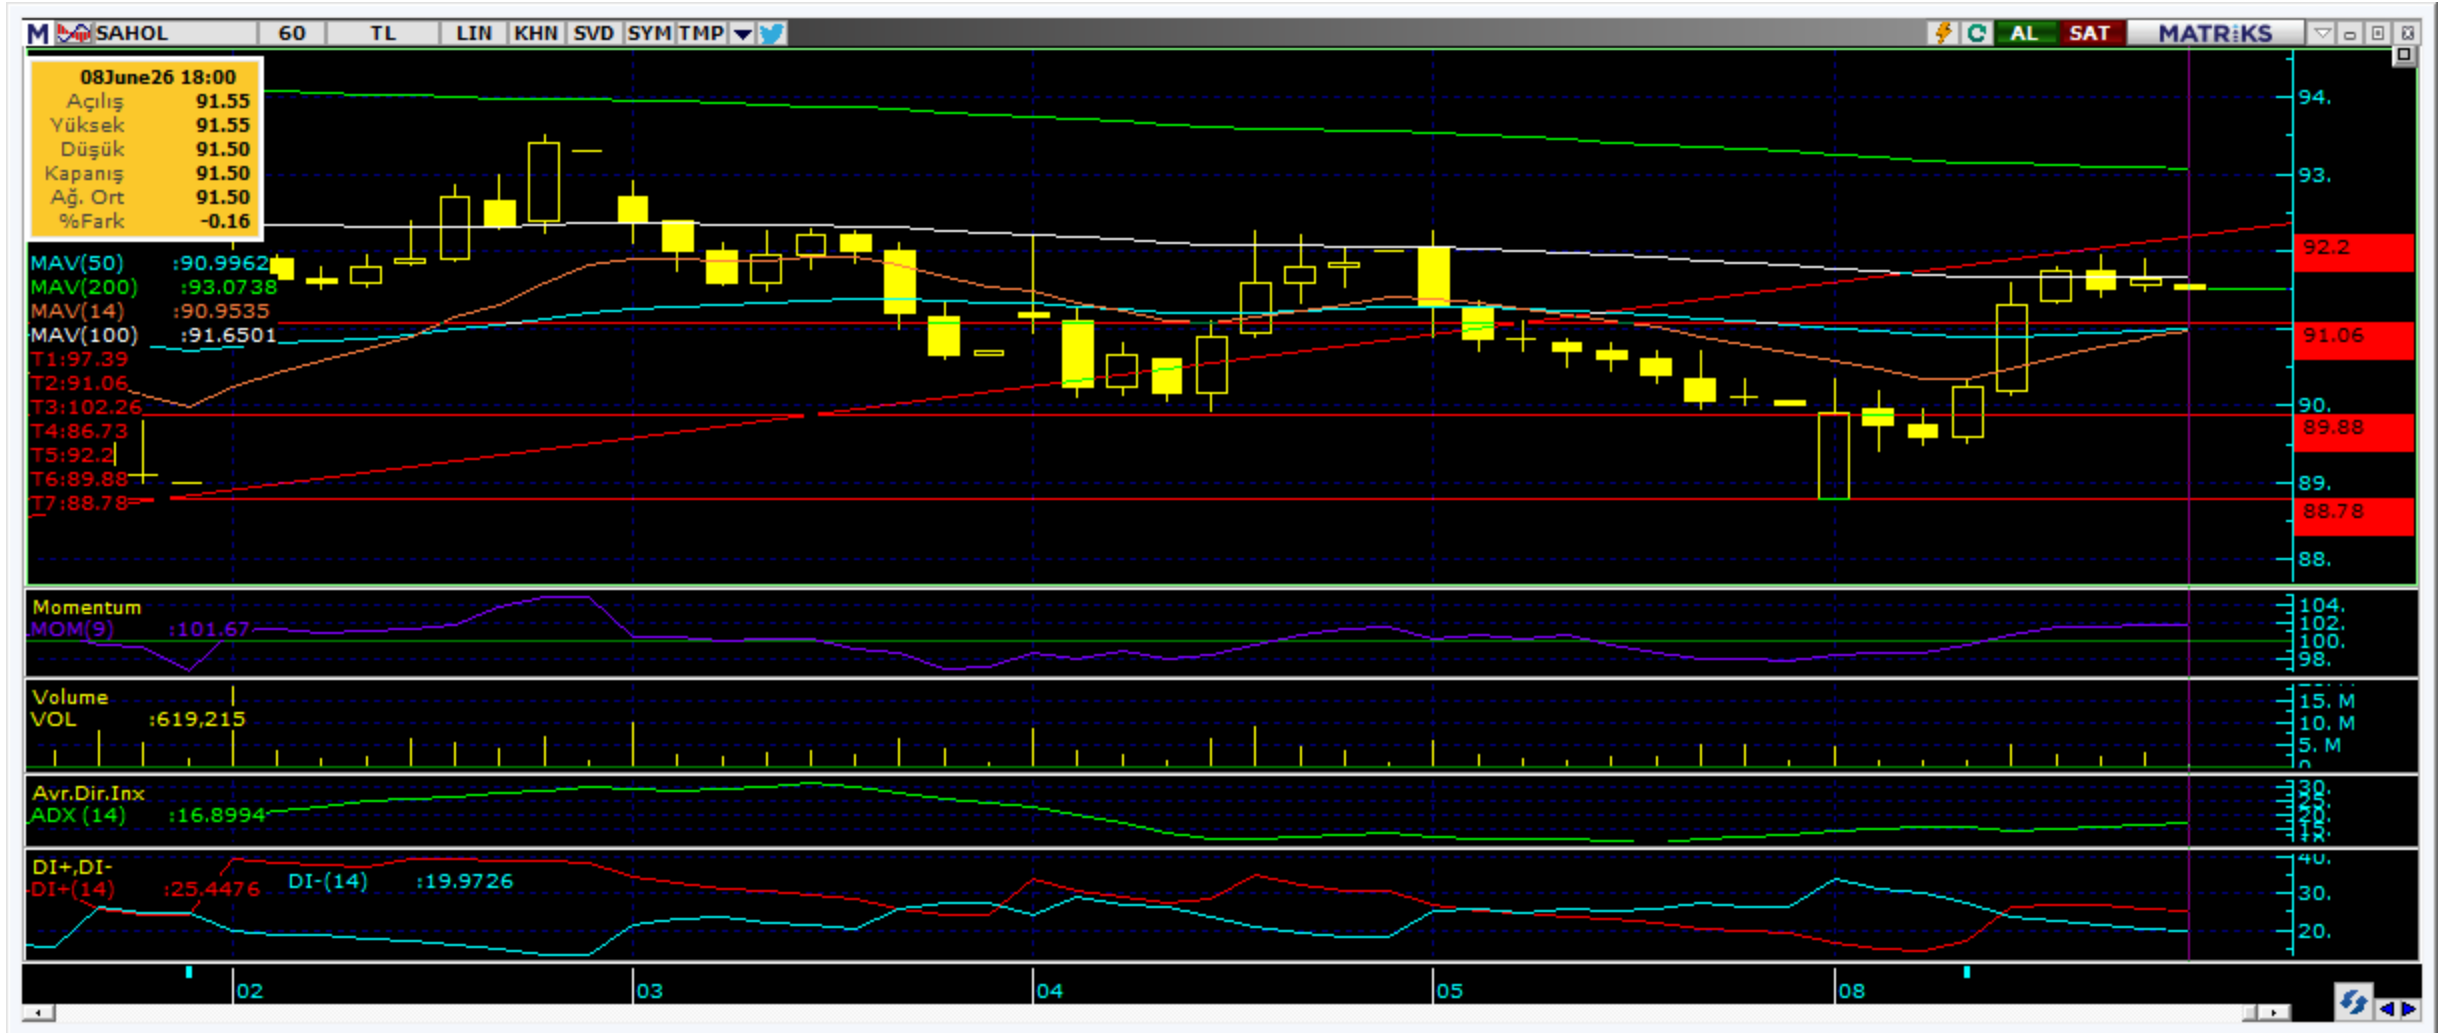 M SAHOL 60 TL LIN KHN SVD SYM TMP AL SAT MATRiKS
08June26 18:00
Açılış 91.55
Yüksek 91.55
Düşük 91.50
Kapanış 91.50
Ağ. Ort 91.50
%Fark -0.16
MAV(50) :90.9962
MAV(200) :93.0738
MAV(14) :90.9535
MAV(100) :91.6501
T1:97.39
T2:91.06
T3:102.26
T4:86.73
T5:92.2
T6:89.88
T7:88.78
94.
93.
92.2
91.06
90.
89.88
89.
88.78
88.
Momentum
MOM(9) :101.67
104.
102.
100.
98.
Volume
VOL :619,215
15. M
10. M
5. M
0
Avr.Dir.Inx
ADX (14) :16.8994
30.
25.
20.
15.
10
DI+,DI-
DI+(14) :25.4476 DI-(14) :19.9726
40.
30.
20.
02 03 04 05 08